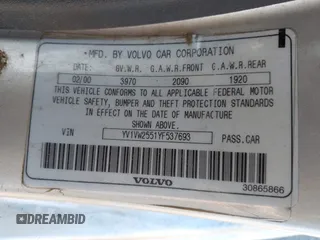 MFD. BY VOLVO CAR CORPORATION
DATE: GV.W.R. G.A.W.R.FRONT G.A.W.R.REAR
02/00 3970 2090 1920
THIS VEHICLE CONFORMS TO ALL APPLICABLE FEDERAL MOTOR
VEHICLE SAFETY, BUMPER AND THEFT PREVENTION STANDARDS
IN EFFECT ON THE DATE OF MANUFACTURE
SHOWN ABOVE.
VIN YV1VW2551YF537693 PASS.CAR
VOLVO
30865866
DREAMBID